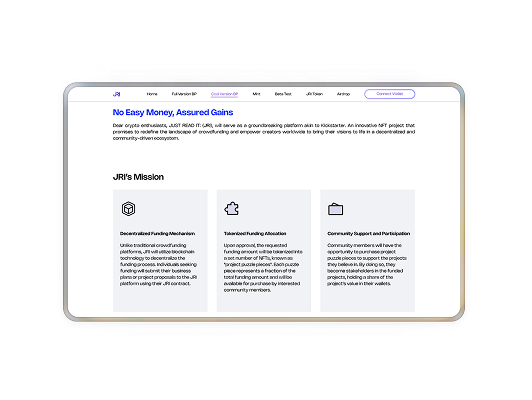 JRI Home Full Version BP Cool Version BP Mint Beta Test JRI Token Airdrop Connect Wallet
No Easy Money, Assured Gains
Dear crypto enthusiasts, JUST READ IT: (JRI), will serve as a groundbreaking platform akin to Kickstarter. An innovative NFT project that
promises to redefine the landscape of crowdfunding and empower creators worldwide to bring their visions to life in a decentralized and
community-driven ecosystem.
JRI's Mission
Decentralized Funding Mechanism
Unlike traditional crowdfunding
platforms, JRI will utilize blockchain
technology to decentralize the
funding process. Individuals seeking
funding will submit their business
plans or project proposals to the JRI
platform using their JRI contract.
Tokenized Funding Allocation
Upon approval, the requested
funding amount will be tokenized into
a set number of NFTs, known as
"project puzzle pieces". Each puzzle
piece represents a fraction of the
total funding amount and will be
available for purchase by interested
community members.
Community Support and Participation
Community members will have the
opportunity to purchase project
puzzle pieces to support the projects
they believe in. By doing so, they
become stakeholders in the funded
projects, holding a share of the
project's value in their wallets.